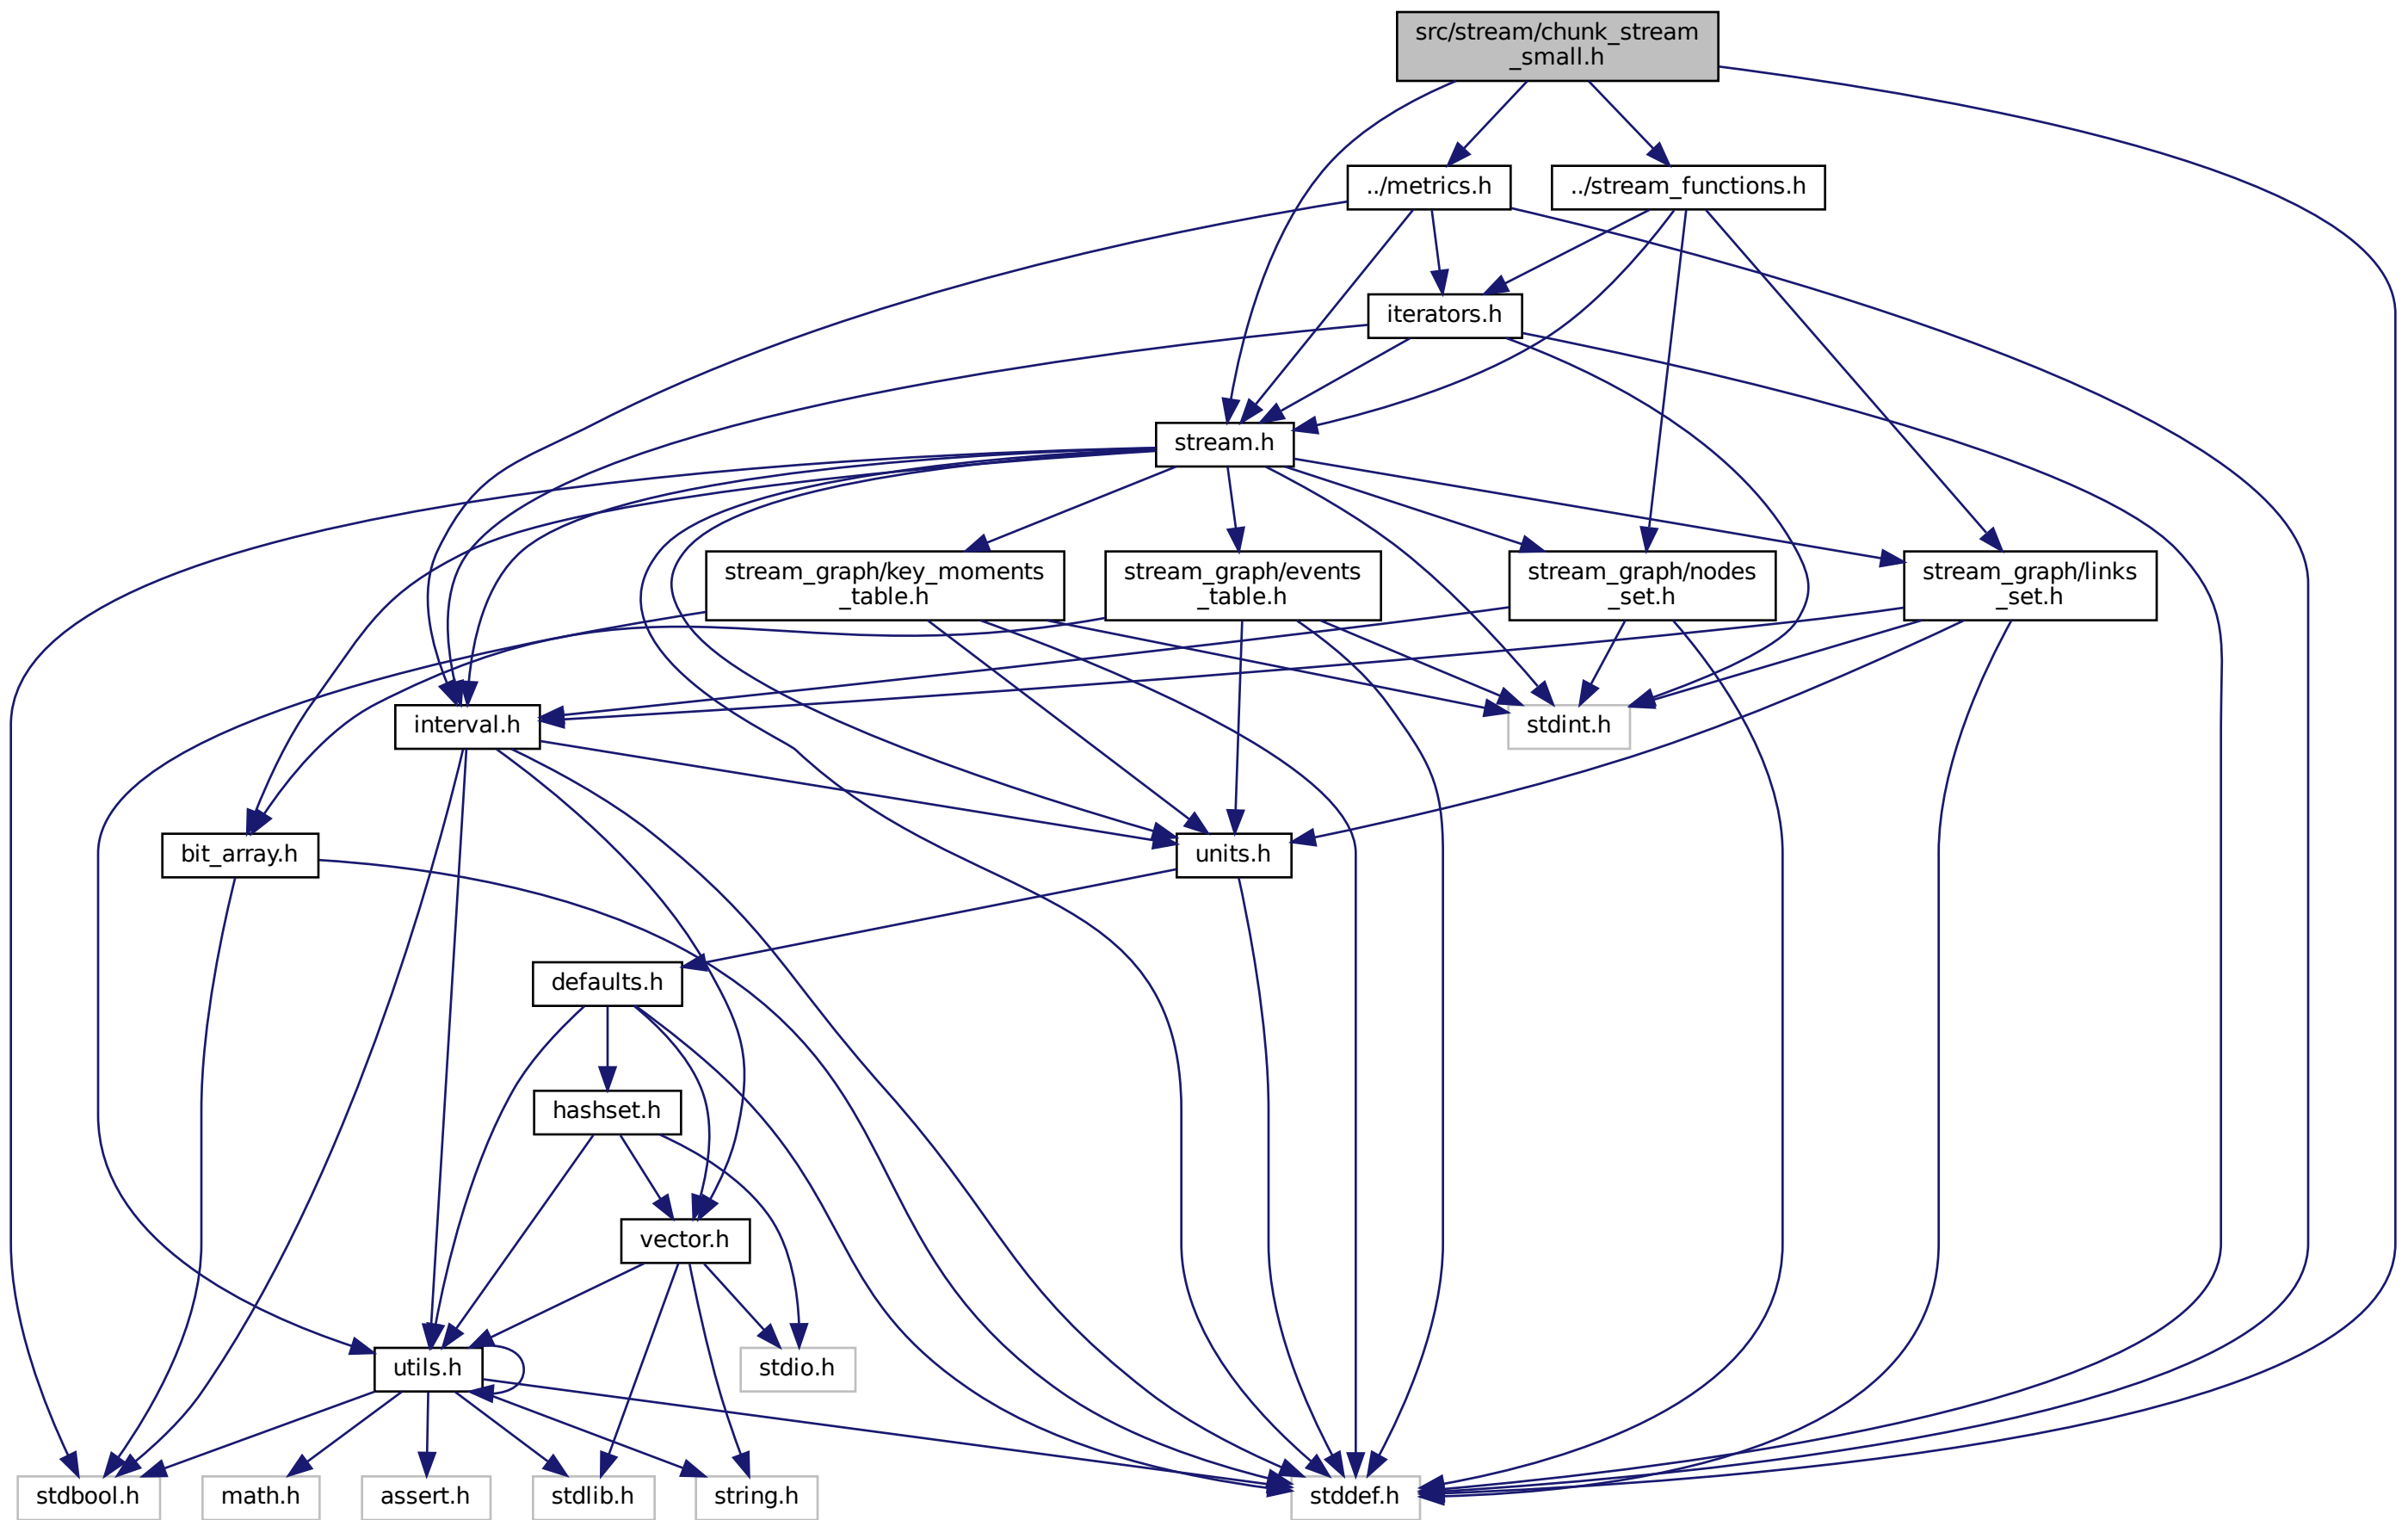 src/stream/chunk_stream
_small.h
../metrics.h
../stream_functions.h
iterators.h
stream.h
stream_graph/key_moments
_table.h
stream_graph/events
_table.h
stream_graph/nodes
_set.h
stream_graph/links
_set.h
interval.h
stdint.h
bit_array.h
units.h
defaults.h
hashset.h
vector.h
utils.h
stdio.h
stdbool.h
math.h
assert.h
stdlib.h
string.h
stddef.h